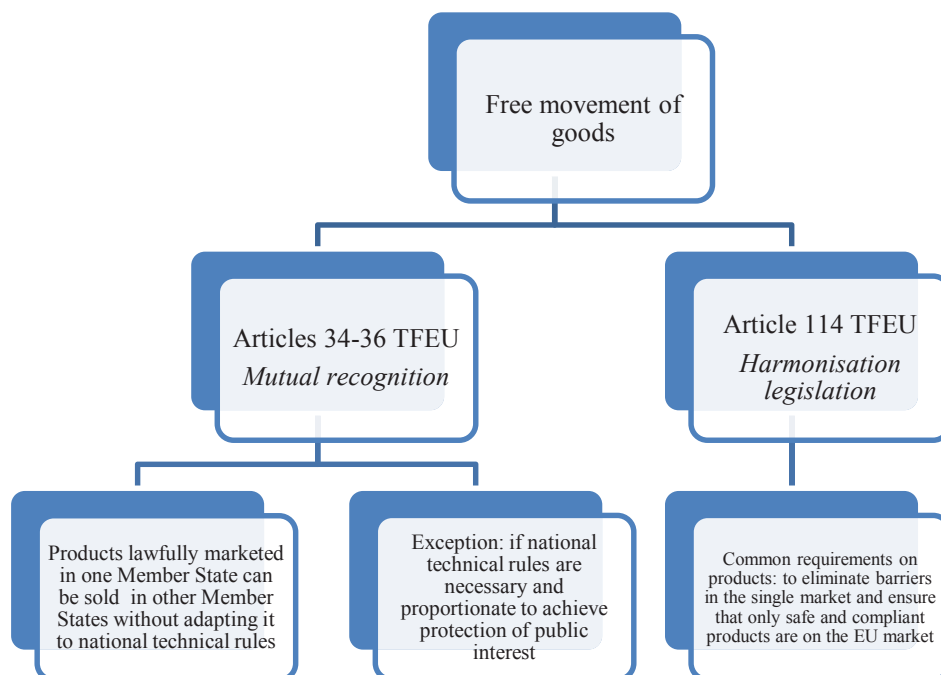 Free movement of
goods
Articles 34-36 TFEU
Mutual recognition
Article 114 TFEU
Harmonisation
legislation
Products lawfully marketed
in one Member State can
be sold in other Member
States without adapting it
to national technical rules
Exception: if national
technical rules are
necessary and
proportionate to achieve
protection of public
interest
Common requirements on
products: to eliminate barriers
in the single market and ensure
that only safe and compliant
products are on the EU market